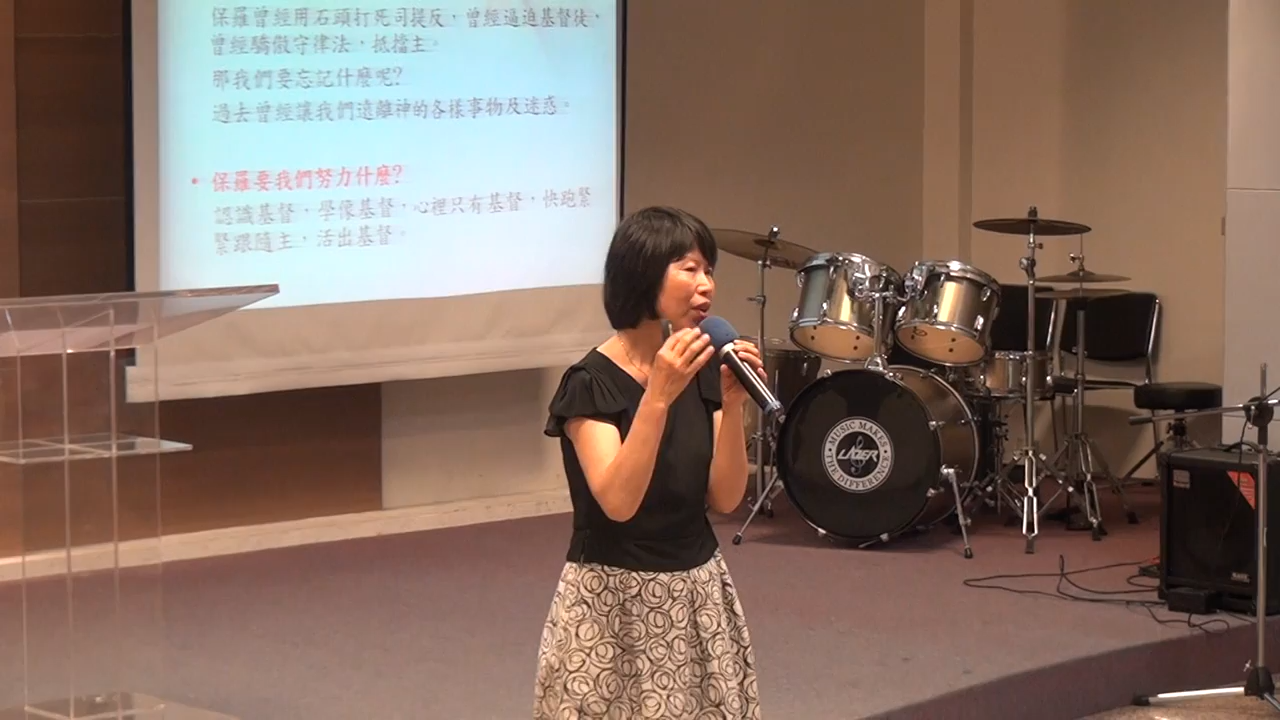 保羅曾經用石頭打死司提反，曾經逼迫基督徒，
曾經驕傲守律法，抵擋主。
那我們要忘記什麼呢？
過去曾經讓我們遠離神的各樣事物及迷惑。
• 保羅要我們努力什麼？
認識基督，學像基督，心裡只有基督，快跑緊
緊跟隨主，活出基督。
MUSIC MAKES
LAZER
THE DIFFERENCE